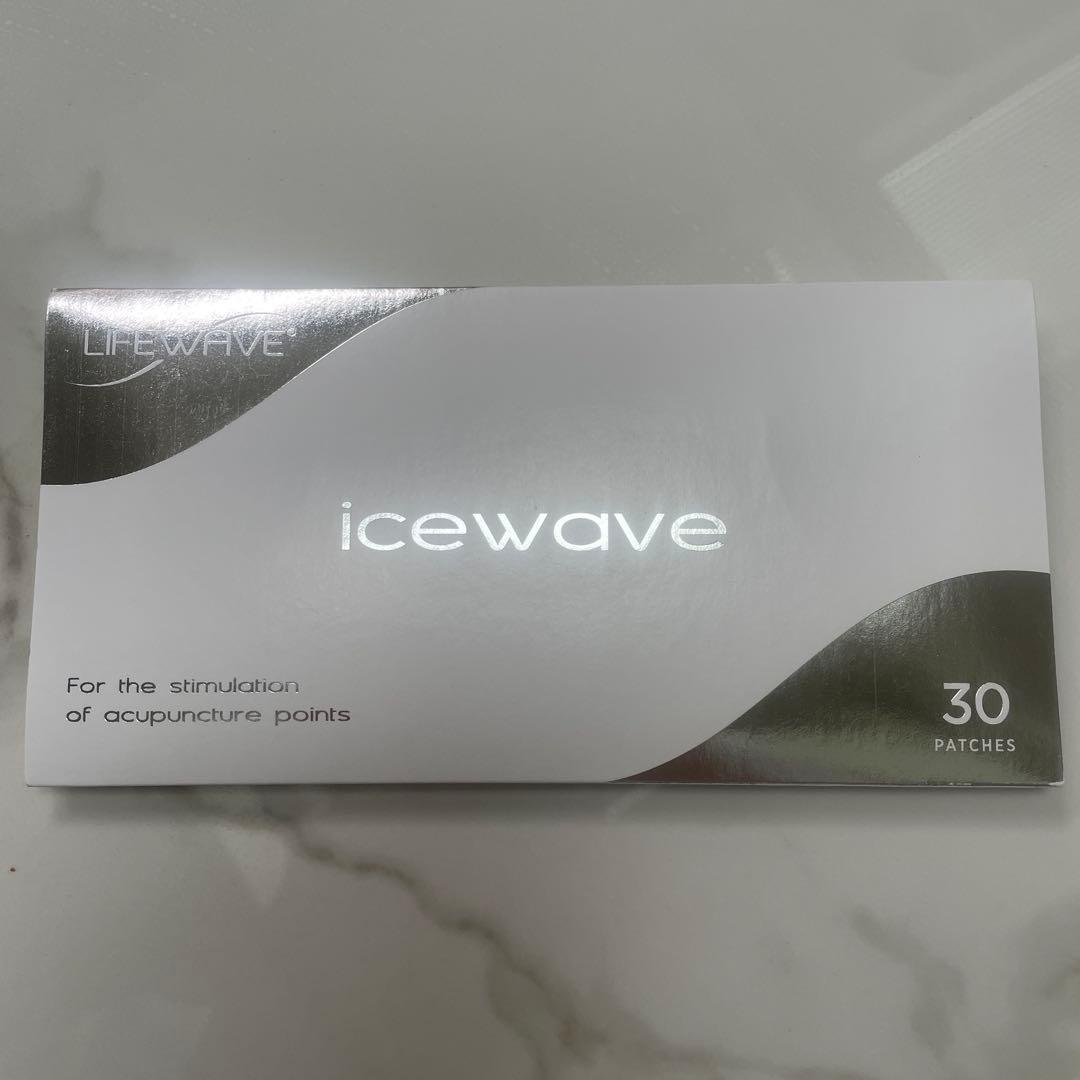 LIFEWAVE®
icewave
For the stimulation
of acupuncture points
30
PATCHES